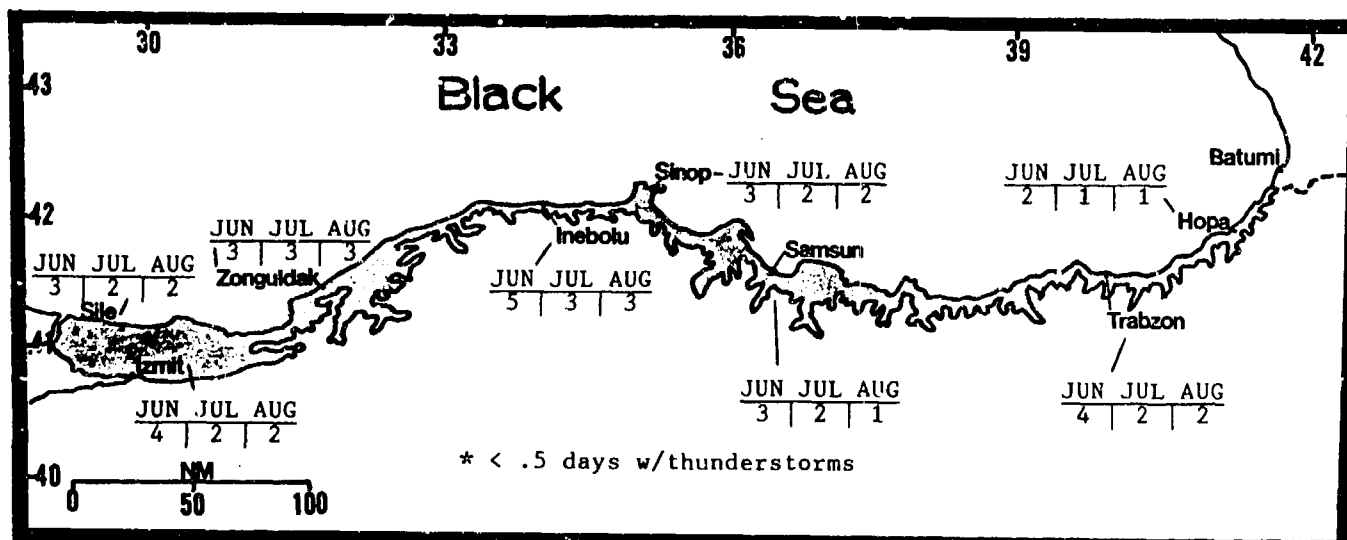 30 33 36 39 42
43
Black Sea
Batumi
Sinop
JUN JUL AUG
3 2 2
JUN JUL AUG
2 1 1
42
Hopa
JUN JUL AUG
3 3 3
Zonguldak
Inebolu
Samsun
JUN JUL AUG
3 2 2
Sile
JUN JUL AUG
5 3 3
41
Izmit
Trabzon
JUN JUL AUG
4 2 2
JUN JUL AUG
3 2 1
JUN JUL AUG
4 2 2
* < .5 days w/thunderstorms
40
NM
0 50 100